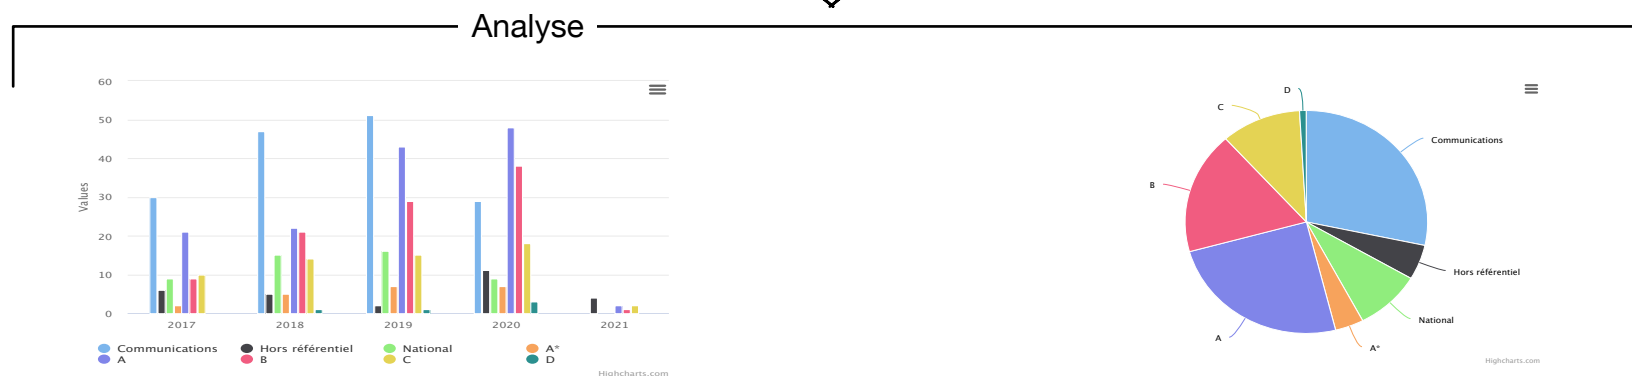 Analyse
60
50
40
30
20
10
0
Values
2017 2018 2019 2020 2021
Communications Hors référentiel National A*
A B C D
Highcharts.com
D
C
Communications
B
Hors référentiel
National
A
A*
Highcharts.com